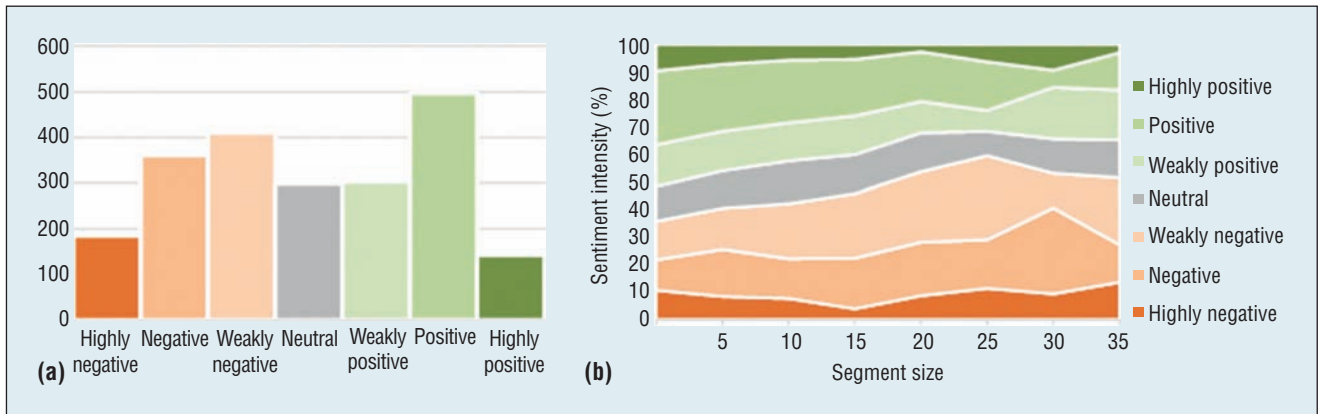 600
500
400
300
200
100
0
Highly negative
Negative
Weakly negative
Neutral
Weakly positive
Positive
Highly positive
(a)
Sentiment intensity (%)
100
90
80
70
60
50
40
30
20
10
0
5 10 15 20 25 30 35
Segment size
(b)
Highly positive
Positive
Weakly positive
Neutral
Weakly negative
Negative
Highly negative